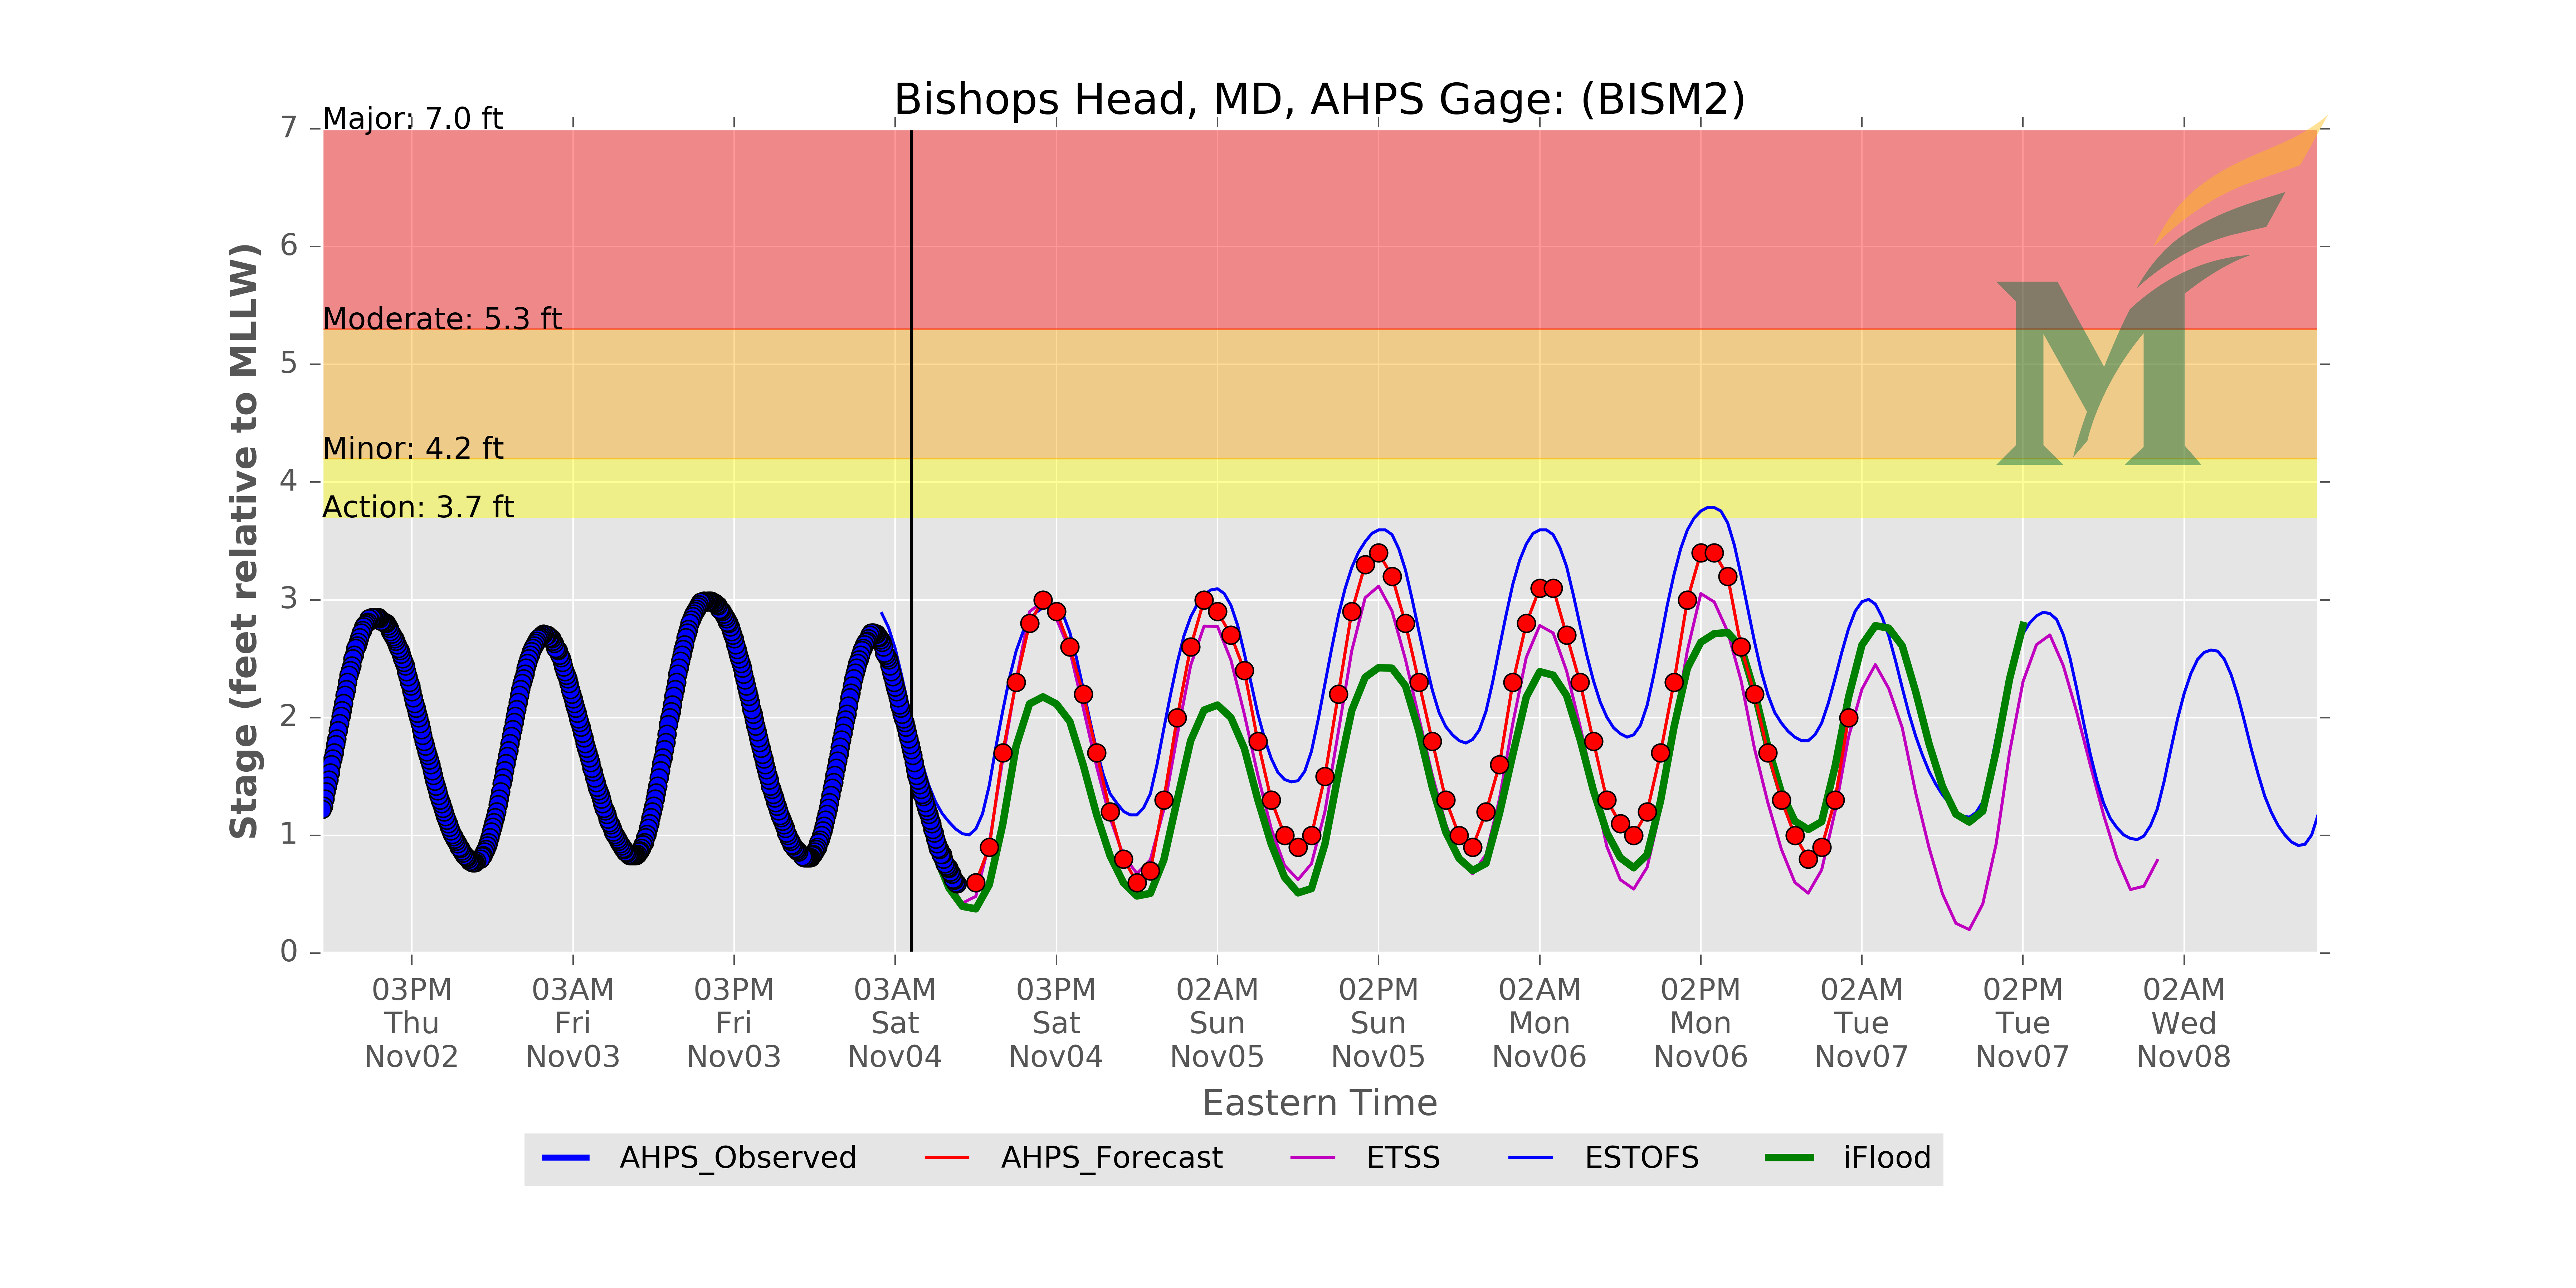 Bishops Head, MD, AHPS Gage: (BISM2)
Major: 7.0 ft
Moderate: 5.3 ft
Minor: 4.2 ft
Action: 3.7 ft
Stage (feet relative to MLLW)
7
6
5
4
3
2
1
0
03PM Thu Nov02
03AM Fri Nov03
03PM Fri Nov03
03AM Sat Nov04
03PM Sat Nov04
02AM Sun Nov05
02PM Sun Nov05
02AM Mon Nov06
02PM Mon Nov06
02AM Tue Nov07
02PM Tue Nov07
02AM Wed Nov08
Eastern Time
AHPS_Observed AHPS_Forecast ETSS ESTOFS iFlood
M